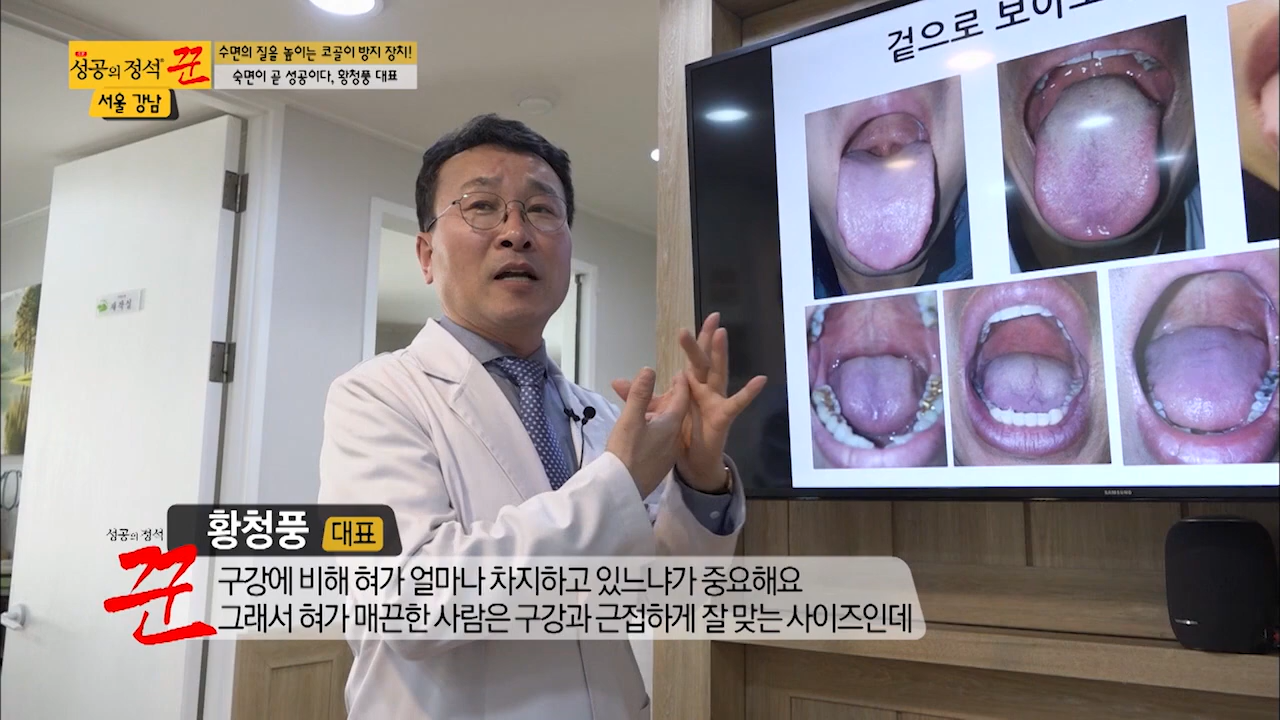 성공의 정석 꾼
수면의 질을 높이는 코골이 방지 장치!
숙면이 곧 성공이다, 황청풍 대표
서울 강남
겉으로 보이
제작실
SAMSUNG
성공의 정석
꾼
황청풍 대표
구강에 비해 혀가 얼마나 차지하고 있느냐가 중요해요
그래서 혀가 매끈한 사람은 구강과 근접하게 잘 맞는 사이즈인데